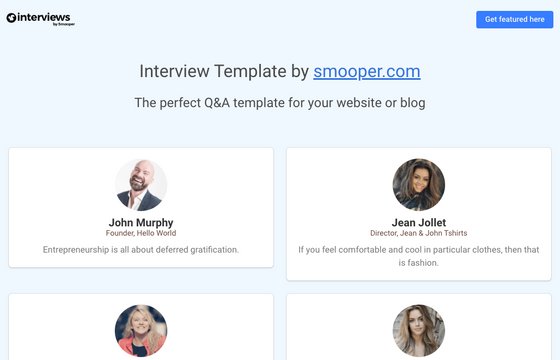 interviews
by Smooper
Get featured here
Interview Template by smooper.com
The perfect Q&A template for your website or blog
John Murphy
Founder, Hello World
Entrepreneurship is all about deferred gratification.
Jean Jollet
Director, Jean & John Tshirts
If you feel comfortable and cool in particular clothes, then that
is fashion.